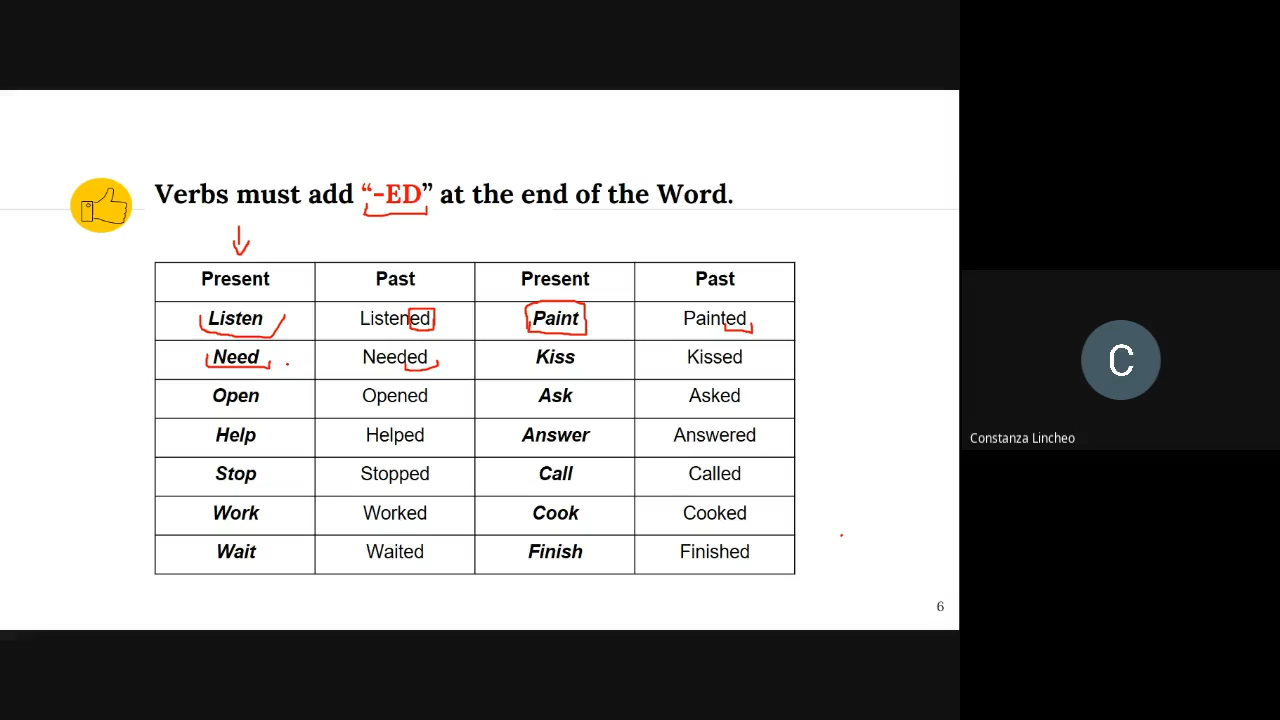 Verbs must add “-ED” at the end of the Word.
Present Past Present Past
Listen Listened Paint Painted
Need Needed Kiss Kissed
Open Opened Ask Asked
Help Helped Answer Answered
Stop Stopped Call Called
Work Worked Cook Cooked
Wait Waited Finish Finished
6
C
Constanza Lincheo